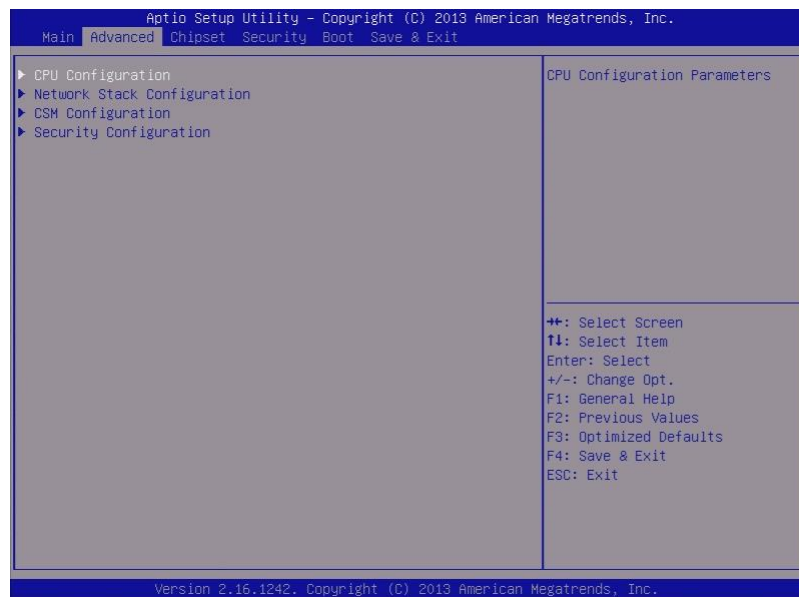 Aptio Setup Utility – Copyright (C) 2013 American Megatrends, Inc.
Main Advanced Chipset Security Boot Save & Exit
CPU Configuration
Network Stack Configuration
CSM Configuration
Security Configuration
CPU Configuration Parameters
→←: Select Screen
↑↓: Select Item
Enter: Select
+/-: Change Opt.
F1: General Help
F2: Previous Values
F3: Optimized Defaults
F4: Save & Exit
ESC: Exit
Version 2.16.1242. Copyright (C) 2013 American Megatrends, Inc.